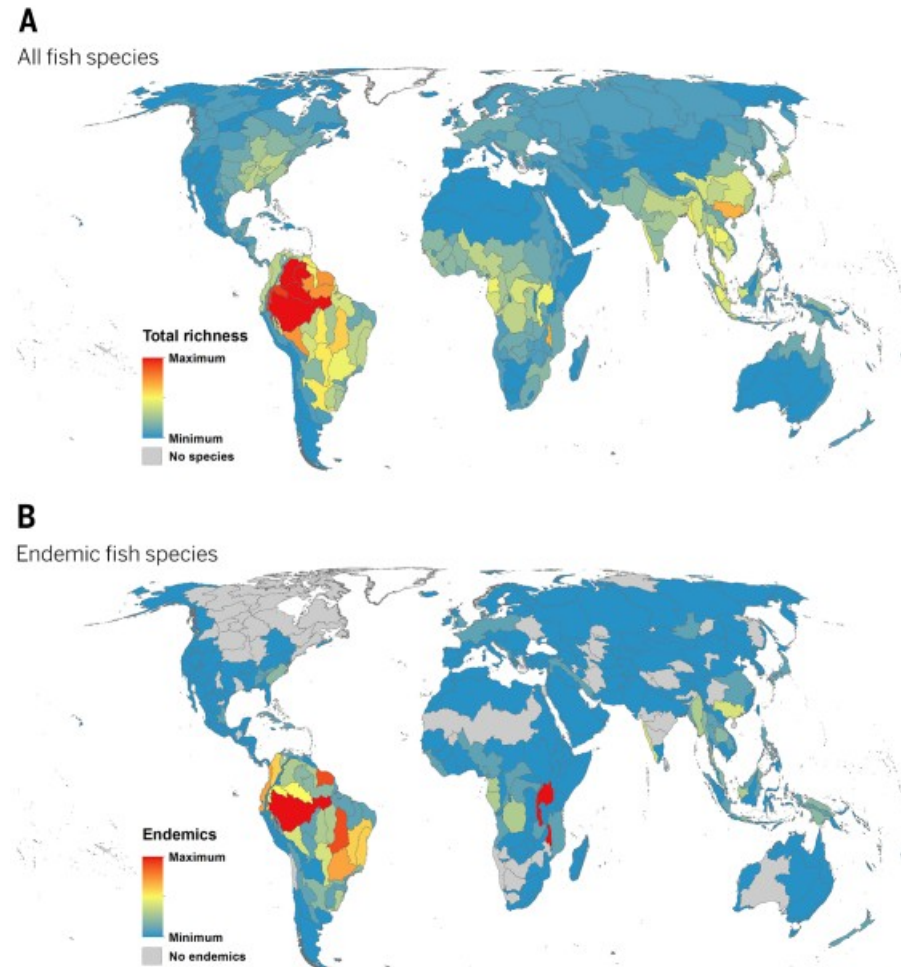 A
All fish species
Total richness
Maximum
Minimum
No species
B
Endemic fish species
Endemics
Maximum
Minimum
No endemics